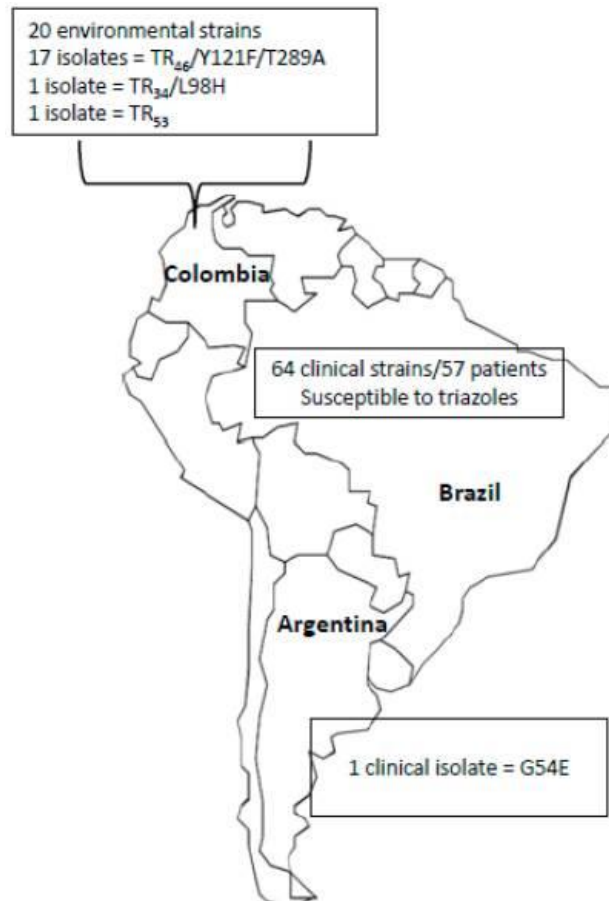 20 environmental strains
17 isolates = TR₄₆/Y121F/T289A
1 isolate = TR₃₄/L98H
1 isolate = TR₅₃
Colombia
64 clinical strains/57 patients
Susceptible to triazoles
Brazil
Argentina
1 clinical isolate = G54E